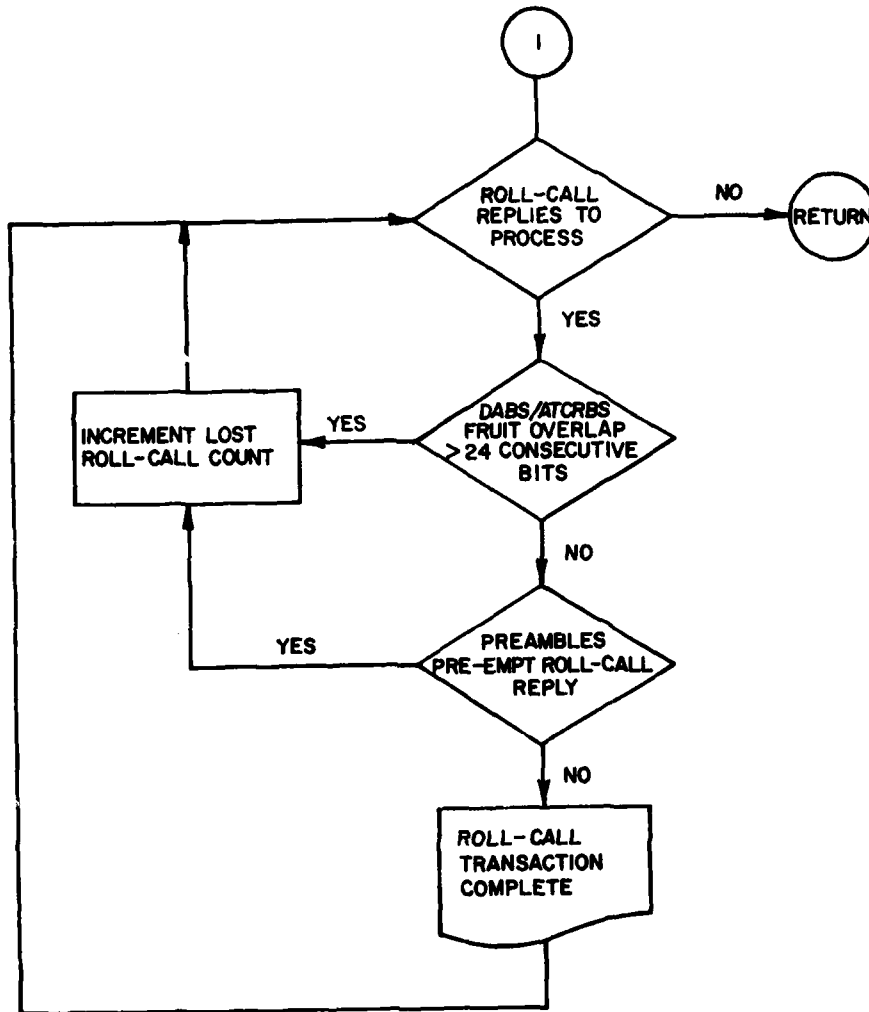 1
ROLL-CALL
REPLIES TO
PROCESS
NO
RETURN
YES
DABS/ATCRBS
FRUIT OVERLAP
>24 CONSECUTIVE
BITS
YES
INCREMENT LOST
ROLL-CALL COUNT
NO
PREAMBLES
PRE-EMPT ROLL-CALL
REPLY
YES
NO
ROLL-CALL
TRANSACTION
COMPLETE